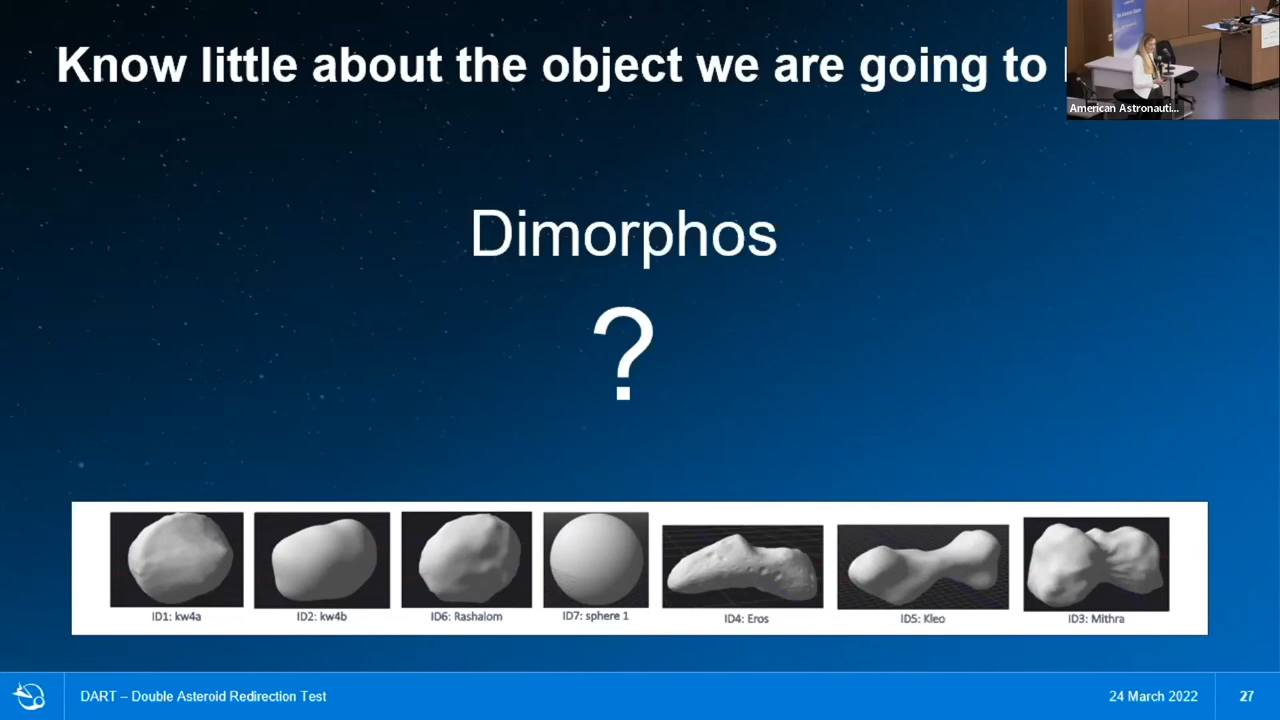 Know little about the object we are going to
American Astronauti...
Dimorphos
?
ID1: kw4a
ID2: kw4b
ID6: Rashalom
ID7: sphere 1
ID4: Eros
ID5: Kleo
ID3: Mithra
DART – Double Asteroid Redirection Test
24 March 2022
27